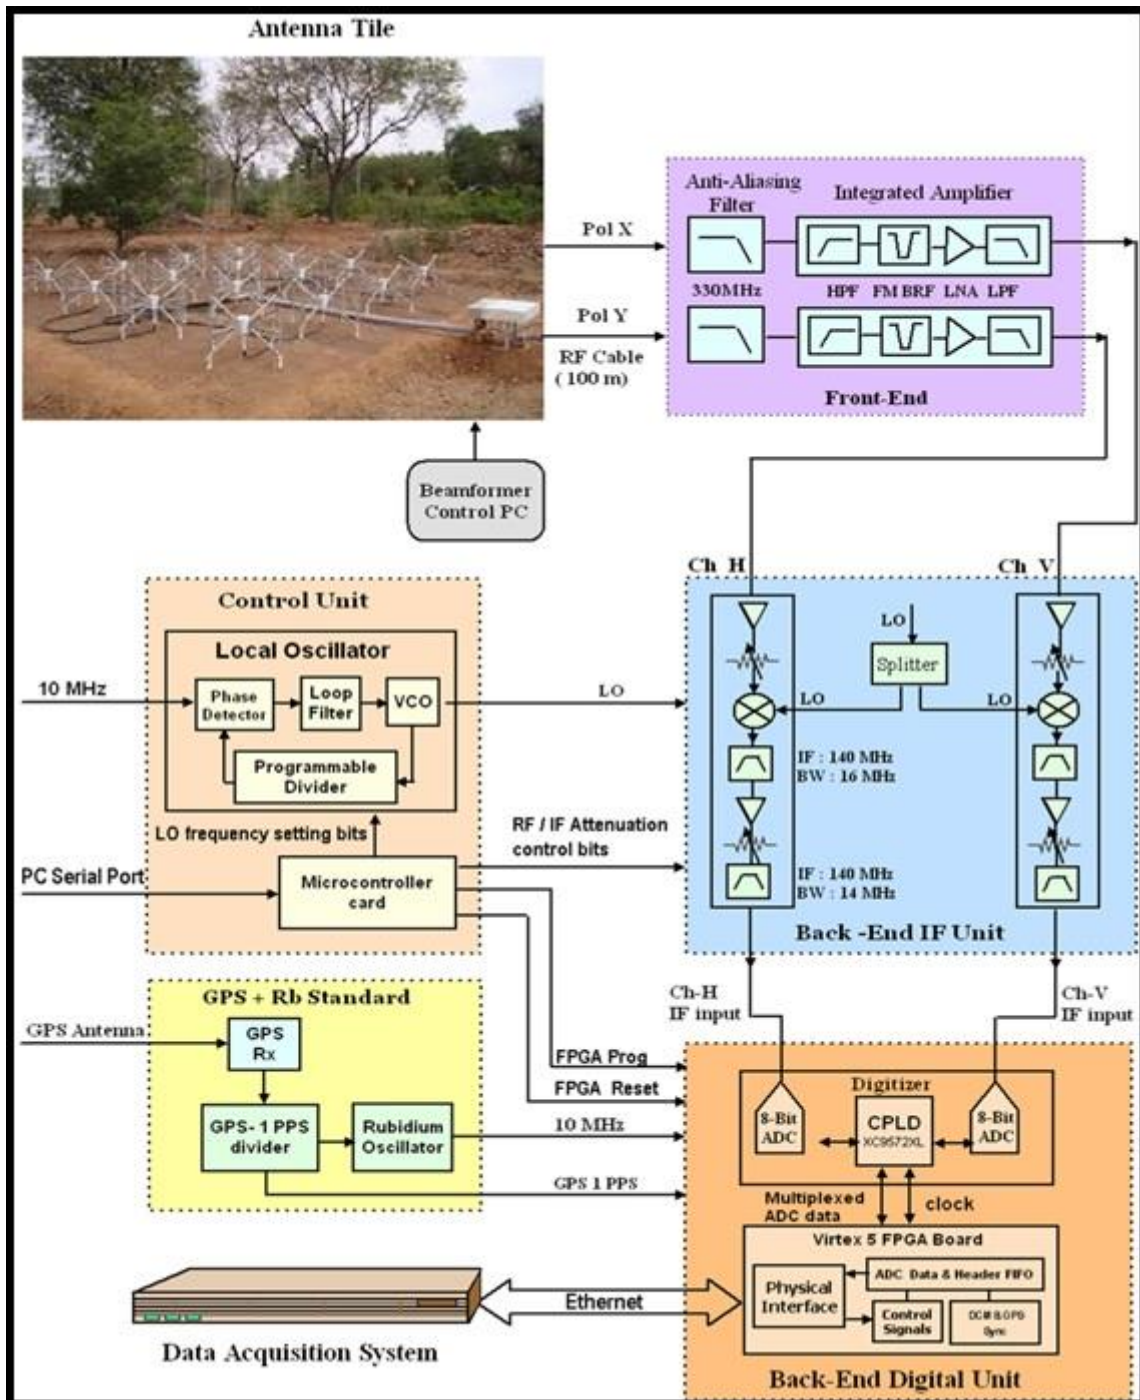 Antenna Tile
Pol X
Pol Y
RF Cable
( 100 m)
Anti-Aliasing
Filter
Integrated Amplifier
330MHz
HPF FM BRF LNA LPF
Front-End
Beamformer
Control PC
Ch H
Ch V
Control Unit
Local Oscillator
10 MHz
Phase
Detector
Loop
Filter
VCO
Programmable
Divider
LO
LO frequency setting bits
RF / IF Attenuation
control bits
PC Serial Port
Microcontroller
card
LO
Splitter
LO
LO
IF : 140 MHz
BW : 16 MHz
IF : 140 MHz
BW : 14 MHz
Back -End IF Unit
Ch-H
IF input
Ch-V
IF input
GPS + Rb Standard
GPS Antenna
GPS
Rx
GPS- 1 PPS
divider
Rubidium
Oscillator
FPGA Prog
FPGA Reset
10 MHz
GPS 1 PPS
Digitizer
8-Bit
ADC
CPLD
XC9572XL
8-Bit
ADC
Multiplexed
ADC data
clock
Virtex 5 FPGA Board
Physical
Interface
ADC Data & Header FIFO
Control
Signals
DCM & GPS
Sync
Ethernet
Data Acquisition System
Back-End Digital Unit